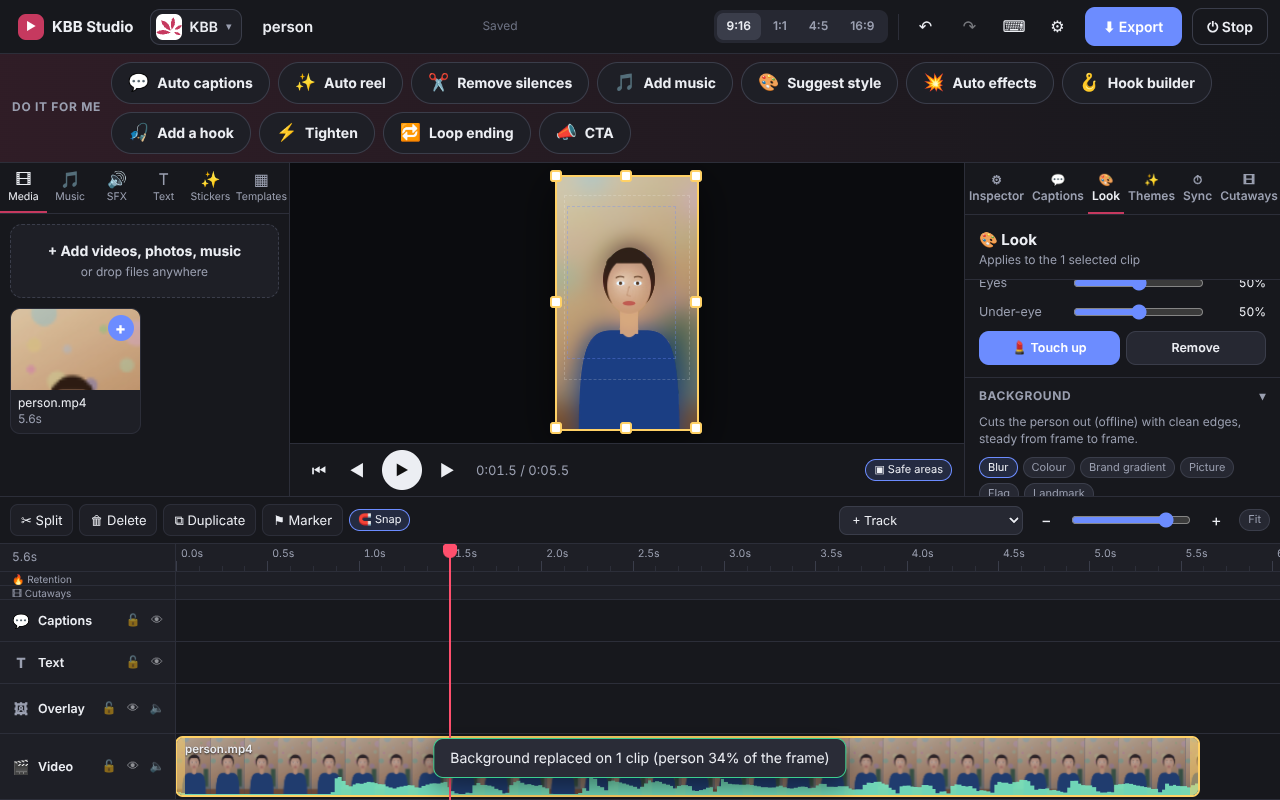 KBB Studio
KBB
person
Saved
9:16 1:1 4:5 16:9
Export
Stop
DO IT FOR ME
Auto captions
Auto reel
Remove silences
Add music
Suggest style
Auto effects
Hook builder
Add a hook
Tighten
Loop ending
CTA
Media Music SFX Text Stickers Templates
Inspector Captions Look Themes Sync Cutaways
+ Add videos, photos, music
or drop files anywhere
person.mp4
5.6s
Look
Applies to the 1 selected clip
Eyes 50%
Under-eye 50%
Touch up Remove
BACKGROUND
Cuts the person out (offline) with clean edges,
steady from frame to frame.
Blur Colour Brand gradient Picture
Flag Landmark
0:01.5 / 0:05.5
Safe areas
Split Delete Duplicate Marker Snap
+ Track
Fit
5.6s
0.0s 0.5s 1.0s 1.5s 2.0s 2.5s 3.0s 3.5s 4.0s 4.5s 5.0s 5.5s
Retention
Cutaways
Captions
Text
Overlay
Video
person.mp4
Background replaced on 1 clip (person 34% of the frame)